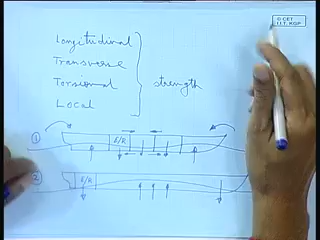 © CET
I.I.T. KGP
Longitudinal
Transverse
Torsional
Local
strength
1
E/R
2
E/R